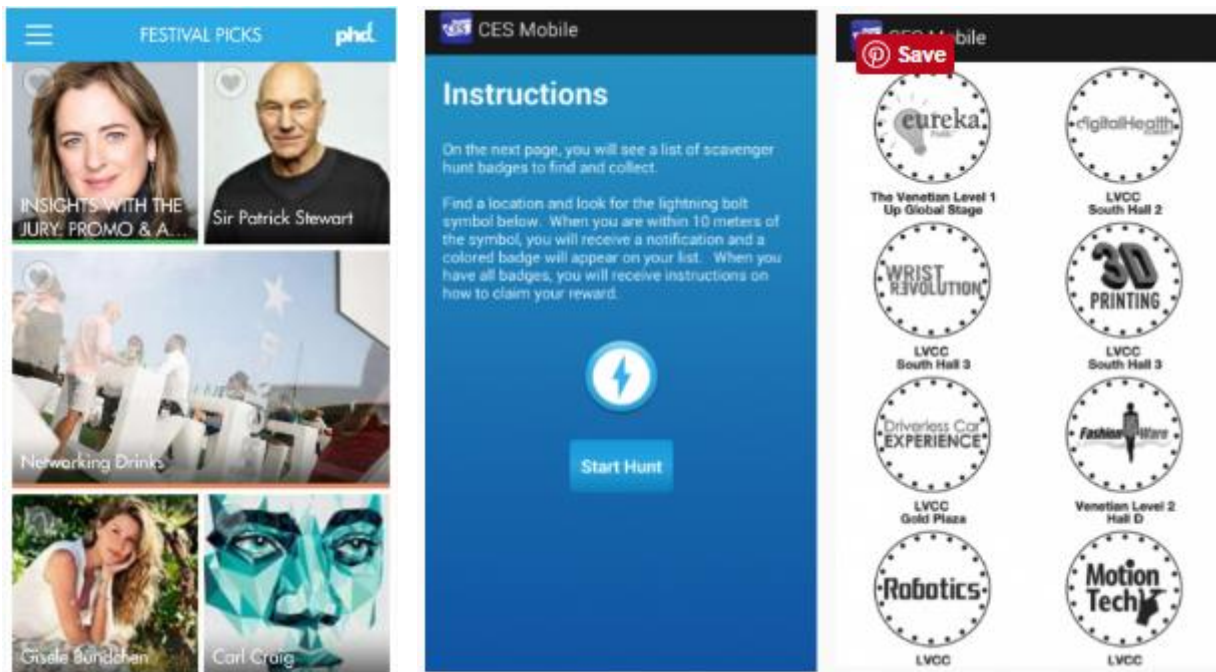 FESTIVAL PICKS
phd
INSIGHTS WITH THE
JURY: PROMO & A...
Sir Patrick Stewart
Networking Drinks
Gisele Bündchen
Carl Craig
CES
CES Mobile
Instructions
On the next page, you will see a list of scavenger
hunt badges to find and collect.
Find a location and look for the lightning bolt
symbol below. When you are within 10 meters of
the symbol, you will receive a notification and a
colored badge will appear on your list. When you
have all badges, you will receive instructions on
how to claim your reward.
Start Hunt
CES Mobile
Save
eureka
The Venetian Level 1
Up Global Stage
digitalHealth
SUMMIT
LVCC
South Hall 2
WRIST
REVOLUTION
LVCC
South Hall 3
3D
PRINTING
LVCC
South Hall 3
Driverless Car
EXPERIENCE
LVCC
Gold Plaza
FashionWare
Venetian Level 2
Hall D
Robotics
LVCC
Motion
Tech
LVCC